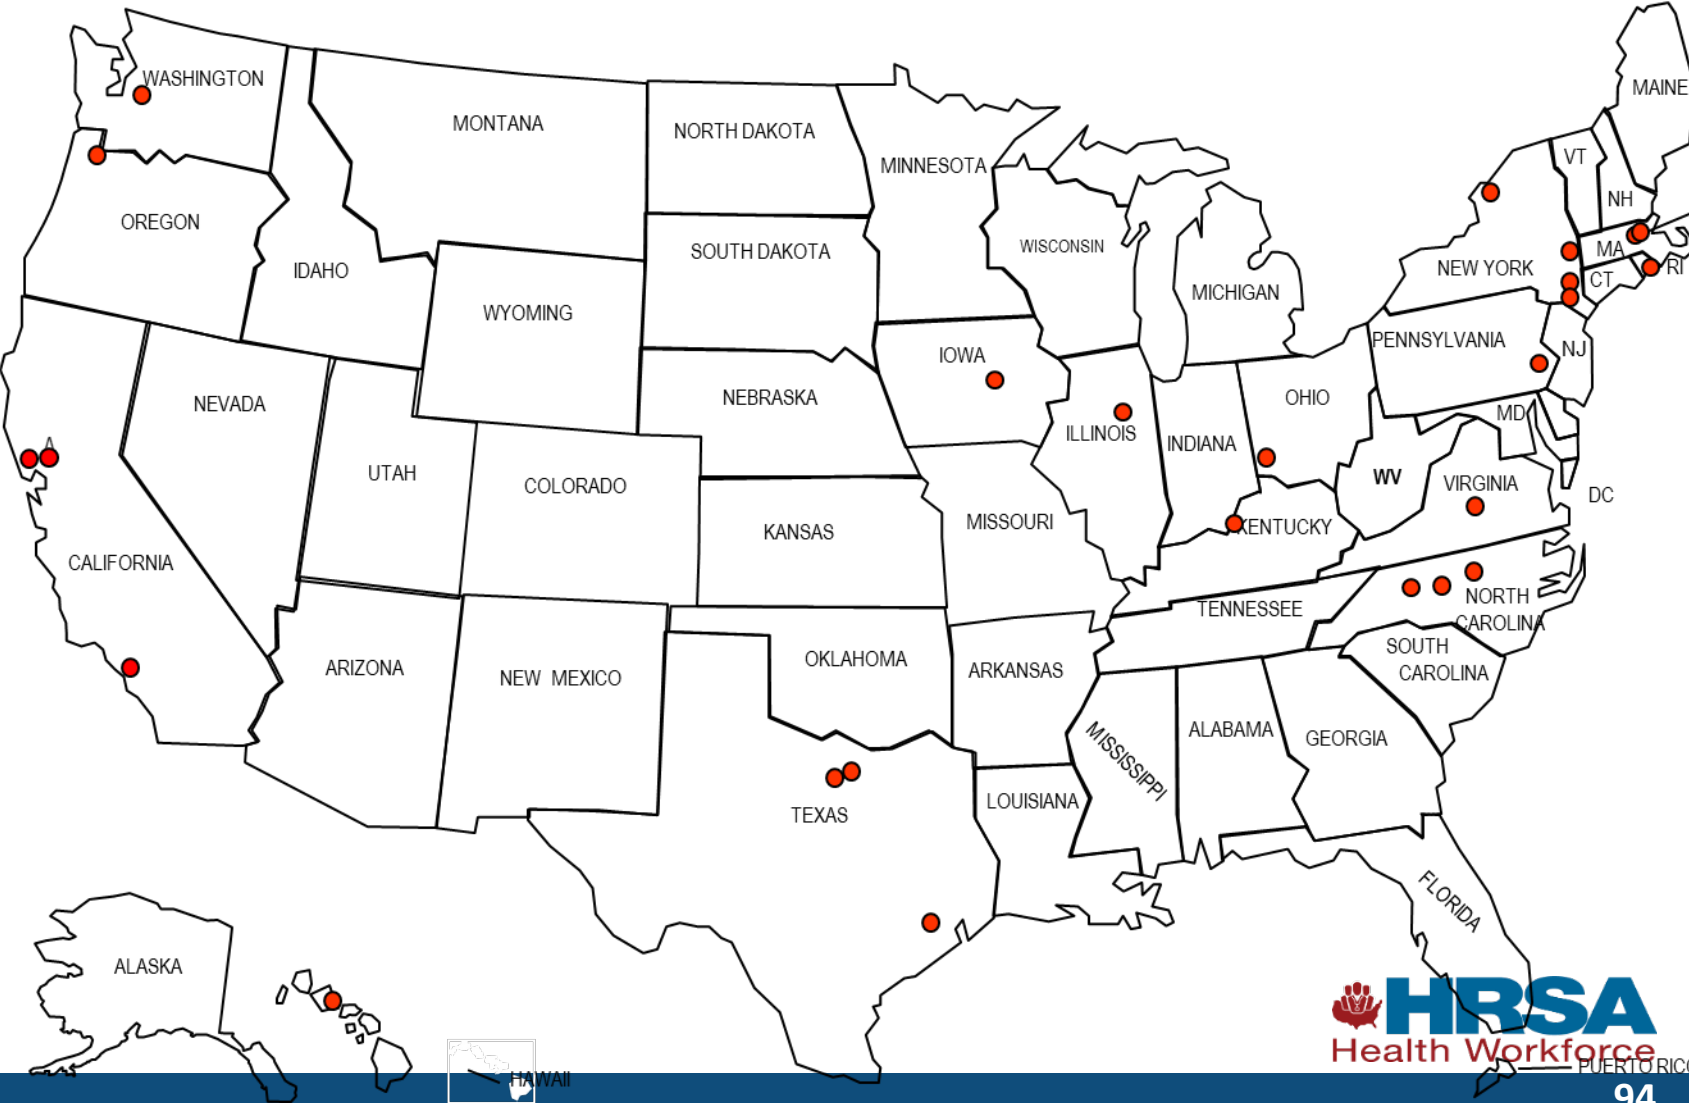 WASHINGTON
MONTANA
NORTH DAKOTA
MINNESOTA
MAINE
VT
NH
OREGON
IDAHO
SOUTH DAKOTA
WISCONSIN
MICHIGAN
NEW YORK
MA
CT
RI
WYOMING
IOWA
PENNSYLVANIA
NJ
NEVADA
NEBRASKA
ILLINOIS
INDIANA
OHIO
MD
A
UTAH
COLORADO
WV
VIRGINIA
DC
CALIFORNIA
KANSAS
MISSOURI
KENTUCKY
TENNESSEE
NORTH
CAROLINA
ARIZONA
NEW MEXICO
OKLAHOMA
ARKANSAS
SOUTH
CAROLINA
MISSISSIPPI
ALABAMA
GEORGIA
TEXAS
LOUISIANA
FLORIDA
ALASKA
HRSA
Health Workforce
HAWAII
PUERTO RICO
94